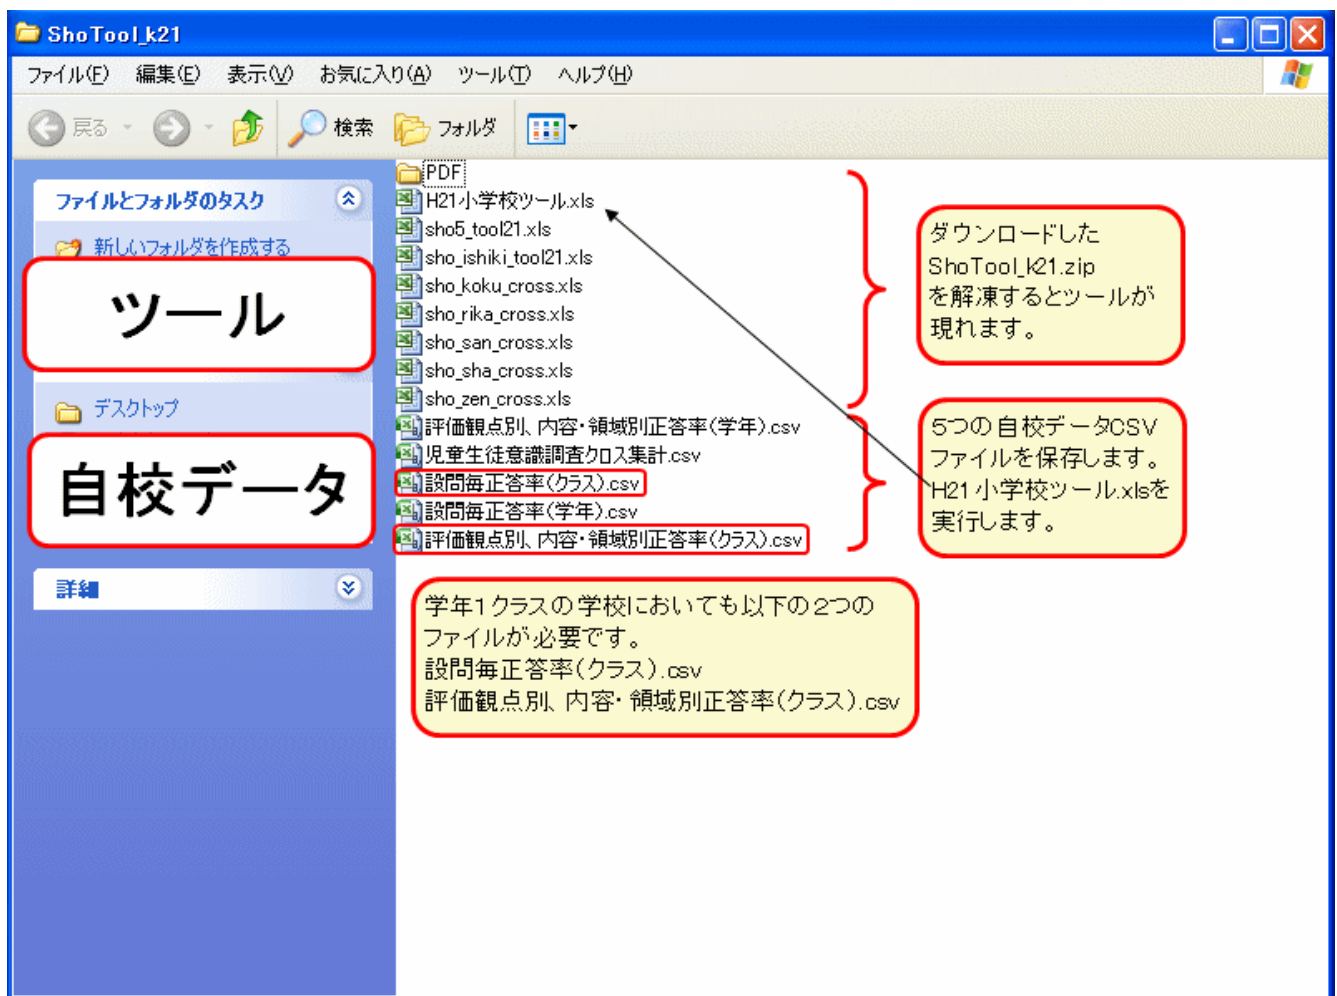 ShoTool_k21
ファイル(F) 編集(E) 表示(V) お気に入り(A) ツール(T) ヘルプ(H)
戻る 検索 フォルダ
ファイルとフォルダのタスク
新しいフォルダを作成する
ツール
デスクトップ
自校データ
詳細
PDF
H21小学校ツール.xls
sho5_tool21.xls
sho_ishiki_tool21.xls
sho_koku_cross.xls
sho_rika_cross.xls
sho_san_cross.xls
sho_sha_cross.xls
sho_zen_cross.xls
評価観点別、内容・領域別正答率(学年).csv
児童生徒意識調査クロス集計.csv
設問毎正答率(クラス).csv
設問毎正答率(学年).csv
評価観点別、内容・領域別正答率(クラス).csv
ダウンロードした
ShoTool_k21.zip
を解凍するとツールが
現れます。
5つの自校データCSV
ファイルを保存します。
H21小学校ツール.xlsを
実行します。
学年1クラスの学校においても以下の2つの
ファイルが必要です。
設問毎正答率(クラス).csv
評価観点別、内容・領域別正答率(クラス).csv